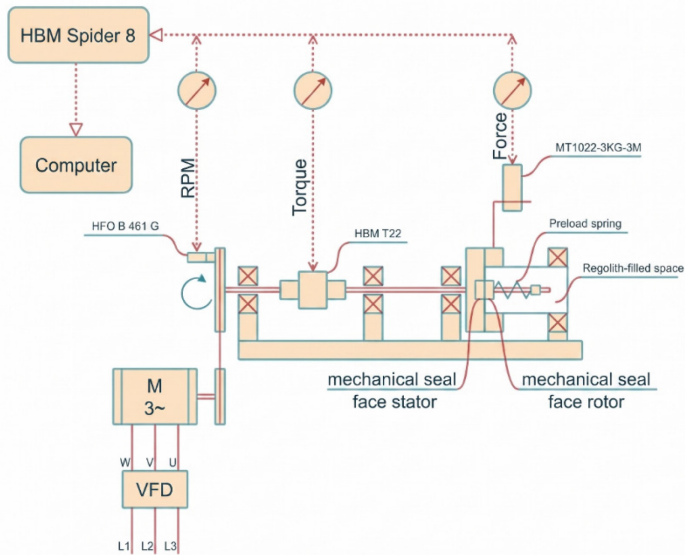 HBM Spider 8
Computer
RPM
Torque
Force
MT1022-3KG-3M
HFO B 461 G
HBM T22
Preload spring
Regolith-filled space
mechanical seal
face stator
mechanical seal
face rotor
M
3~
W V U
VFD
L1 L2 L3